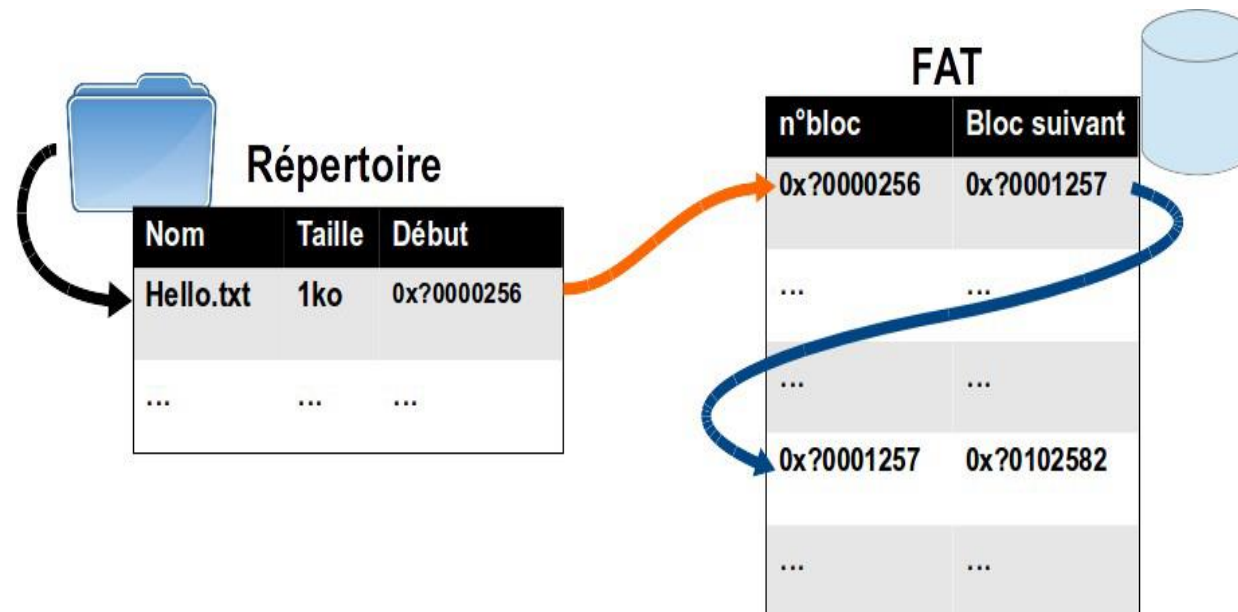 FAT
Répertoire
Nom Taille Début
Hello.txt 1ko 0x?0000256
... ... ...
n°bloc Bloc suivant
0x?0000256 0x?0001257
... ...
... ...
0x?0001257 0x?0102582
... ...